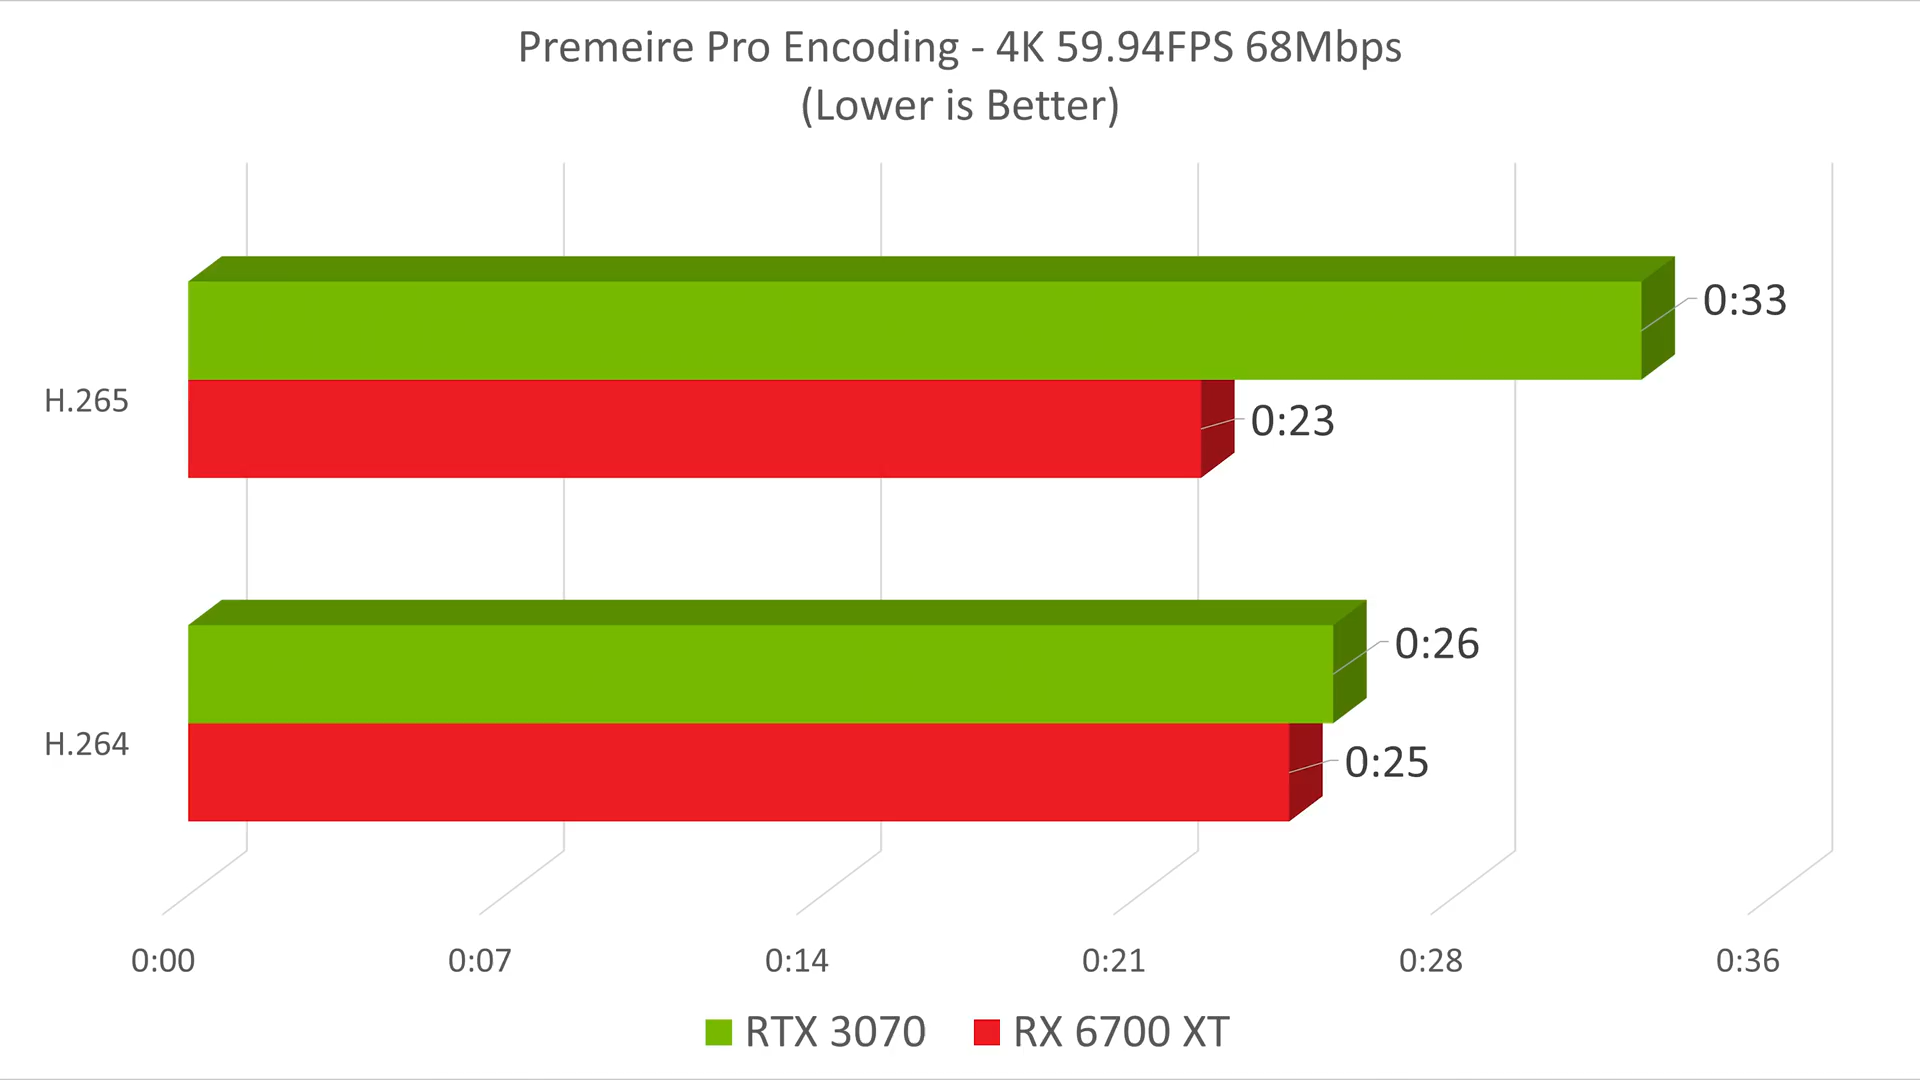 Premeire Pro Encoding - 4K 59.94FPS 68Mbps
(Lower is Better)
0:33
H.265
0:23
0:26
H.264
0:25
0:00 0:07 0:14 0:21 0:28 0:36
RTX 3070 RX 6700 XT